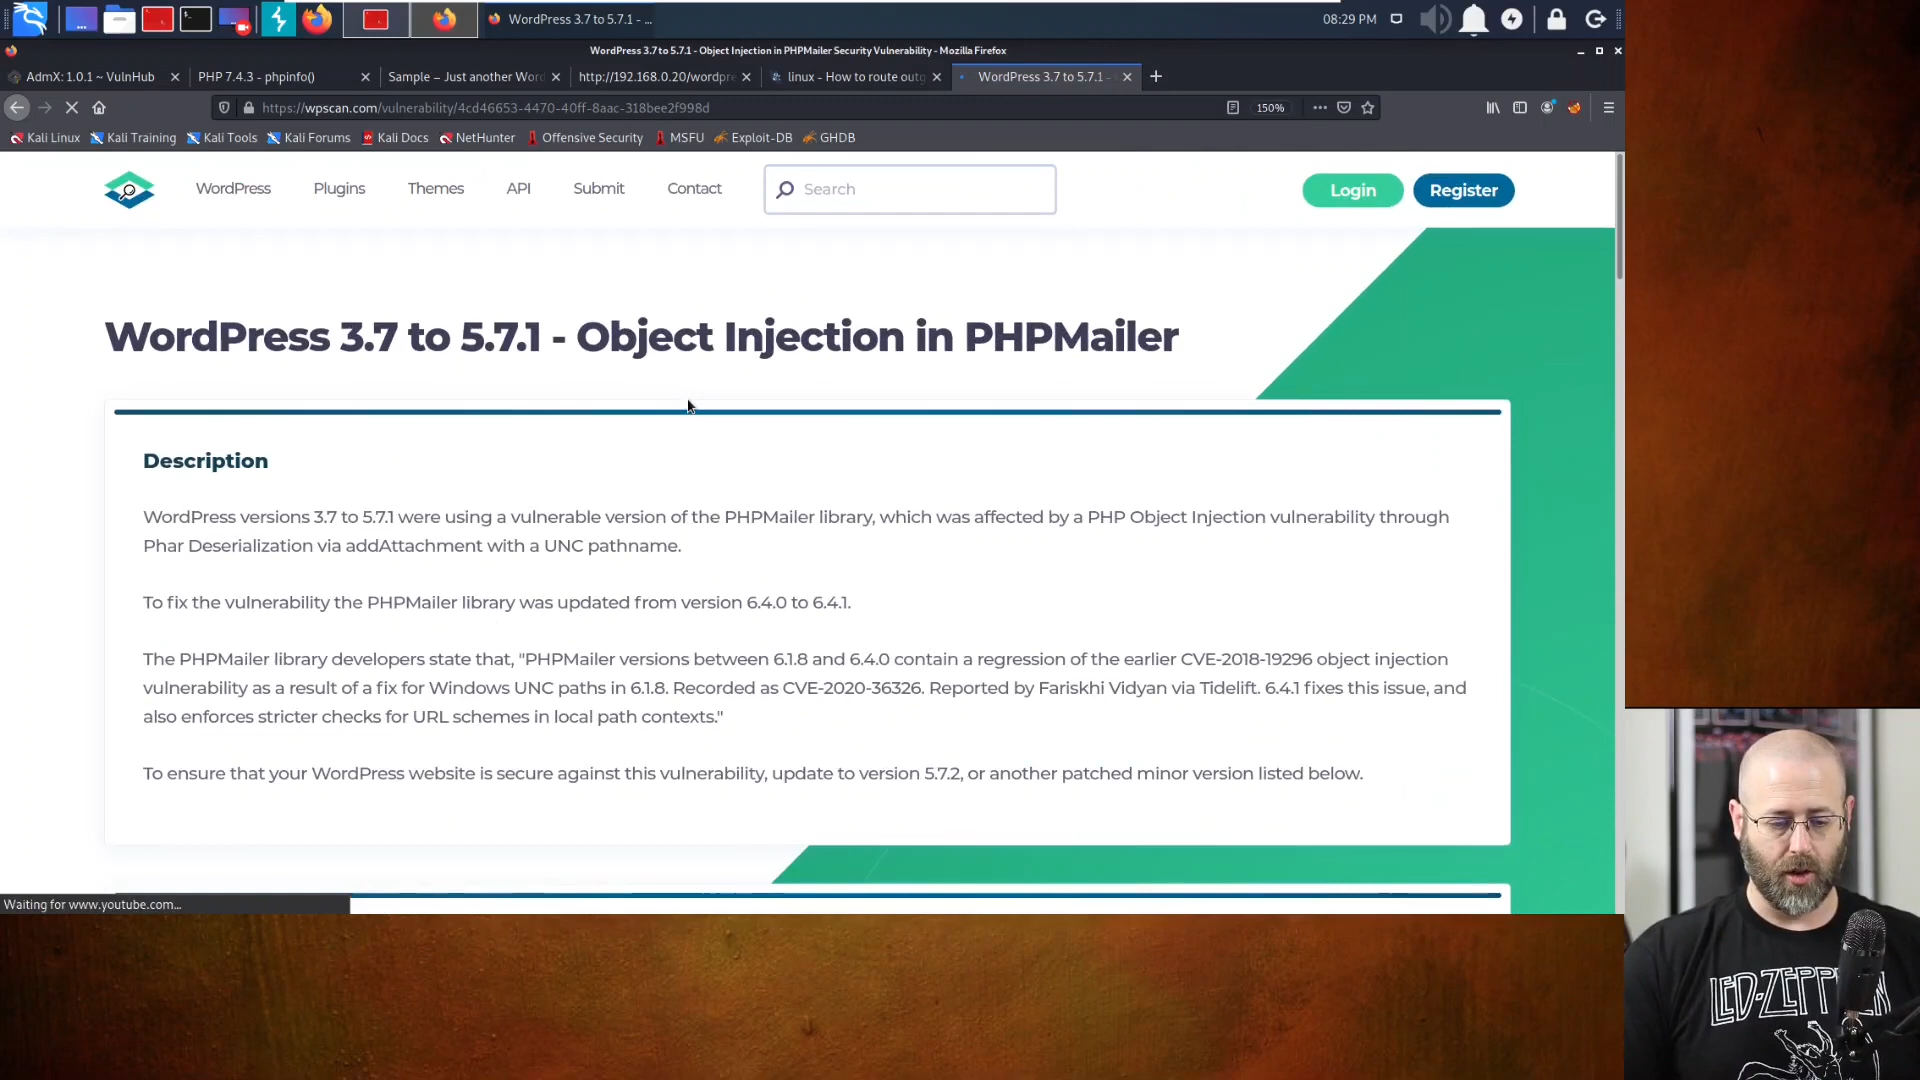 WordPress 3.7 to 5.7.1 - ...
08:29 PM
WordPress 3.7 to 5.7.1 - Object Injection in PHPMailer Security Vulnerability - Mozilla Firefox
AdmX: 1.0.1 ~ VulnHub
PHP 7.4.3 - phpinfo()
Sample – Just another Word
http://192.168.0.20/wordpre
linux - How to route outg
WordPress 3.7 to 5.7.1 -
https://wpscan.com/vulnerability/4cd46653-4470-40ff-8aac-318bee2f998d
150%
Kali Linux
Kali Training
Kali Tools
Kali Forums
Kali Docs
NetHunter
Offensive Security
MSFU
Exploit-DB
GHDB
WordPress
Plugins
Themes
API
Submit
Contact
Search
Login
Register
WordPress 3.7 to 5.7.1 - Object Injection in PHPMailer
Description
WordPress versions 3.7 to 5.7.1 were using a vulnerable version of the PHPMailer library, which was affected by a PHP Object Injection vulnerability through
Phar Deserialization via addAttachment with a UNC pathname.
To fix the vulnerability the PHPMailer library was updated from version 6.4.0 to 6.4.1.
The PHPMailer library developers state that, "PHPMailer versions between 6.1.8 and 6.4.0 contain a regression of the earlier CVE-2018-19296 object injection
vulnerability as a result of a fix for Windows UNC paths in 6.1.8. Recorded as CVE-2020-36326. Reported by Fariskhi Vidyan via Tidelift. 6.4.1 fixes this issue, and
also enforces stricter checks for URL schemes in local path contexts."
To ensure that your WordPress website is secure against this vulnerability, update to version 5.7.2, or another patched minor version listed below.
Waiting for www.youtube.com...
LED-ZEPPE